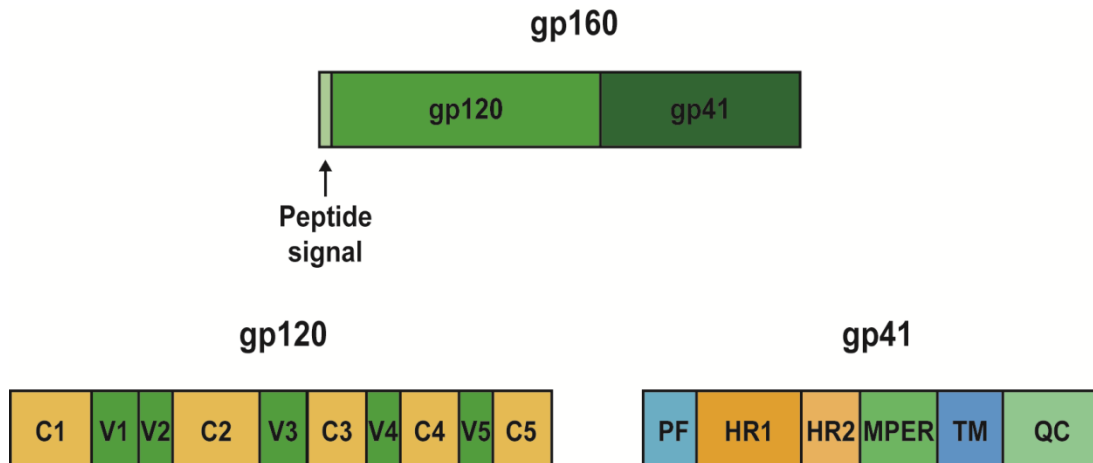 gp160
gp120 gp41
Peptide
signal
gp120 gp41
C1 V1 V2 C2 V3 C3 V4 C4 V5 C5 PF HR1 HR2 MPER TM QC